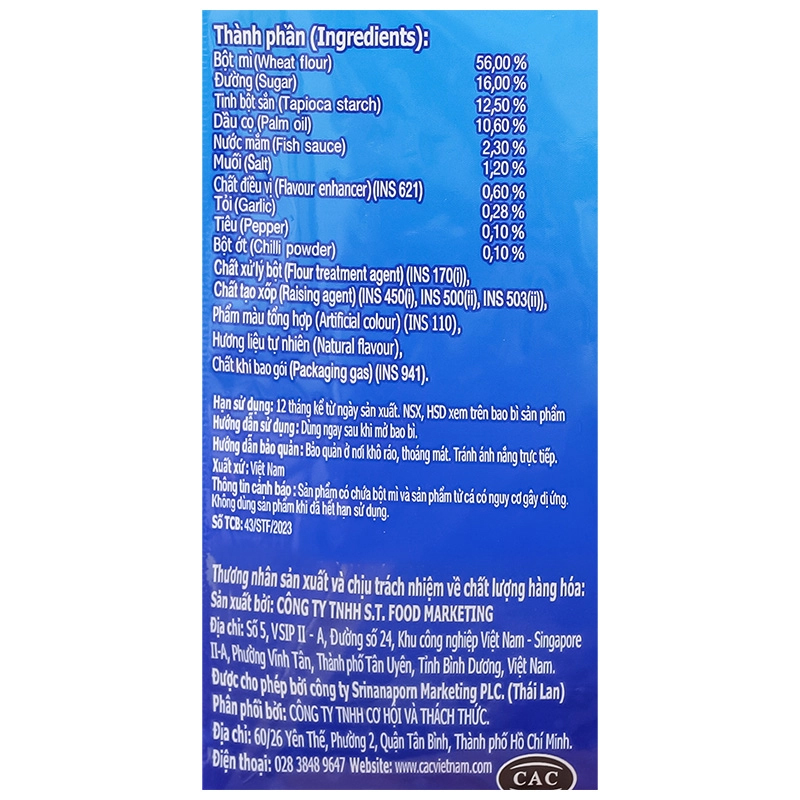 Thành phần (Ingredients):
Bột mì (Wheat flour) 56,00 %
Đường (Sugar) 16,00 %
Tinh bột sắn (Tapioca starch) 12,50 %
Dầu cọ (Palm oil) 10,60 %
Nước mắm (Fish sauce) 2,30 %
Muối (Salt) 1,20 %
Chất điều vị (Flavour enhancer) (INS 621) 0,60 %
Tỏi (Garlic) 0,28 %
Tiêu (Pepper) 0,10 %
Bột ớt (Chilli powder) 0,10 %
Chất xử lý bột (Flour treatment agent) (INS 170(i)),
Chất tạo xốp (Raising agent) (INS 450(i), INS 500(ii), INS 503(ii)),
Phẩm màu tổng hợp (Artificial colour) (INS 110),
Hương liệu tự nhiên (Natural flavour),
Chất khí bao gói (Packaging gas) (INS 941).
Hạn sử dụng: 12 tháng kể từ ngày sản xuất. NSX, HSD xem trên bao bì sản phẩm
Hướng dẫn sử dụng: Dùng ngay sau khi mở bao bì.
Hướng dẫn bảo quản: Bảo quản ở nơi khô ráo, thoáng mát. Tránh ánh nắng trực tiếp.
Xuất xứ: Việt Nam
Thông tin cảnh báo: Sản phẩm có chứa bột mì và sản phẩm từ cá có nguy cơ gây dị ứng.
Không dùng sản phẩm khi đã hết hạn sử dụng.
Số TCB: 43/STF/2023
Thương nhân sản xuất và chịu trách nhiệm về chất lượng hàng hóa:
Sản xuất bởi: CÔNG TY TNHH S.T. FOOD MARKETING
Địa chỉ: Số 5, VSIP II - A, Đường số 24, Khu công nghiệp Việt Nam - Singapore
II-A, Phường Vĩnh Tân, Thành phố Tân Uyên, Tỉnh Bình Dương, Việt Nam.
Được cho phép bởi công ty Srinanaporn Marketing PLC. (Thái Lan)
Phân phối bởi: CÔNG TY TNHH CƠ HỘI VÀ THÁCH THỨC.
Địa chỉ: 60/26 Yên Thế, Phường 2, Quận Tân Bình, Thành phố Hồ Chí Minh.
Điện thoại: 028 3848 9647 Website: www.cacvietnam.com
CAC